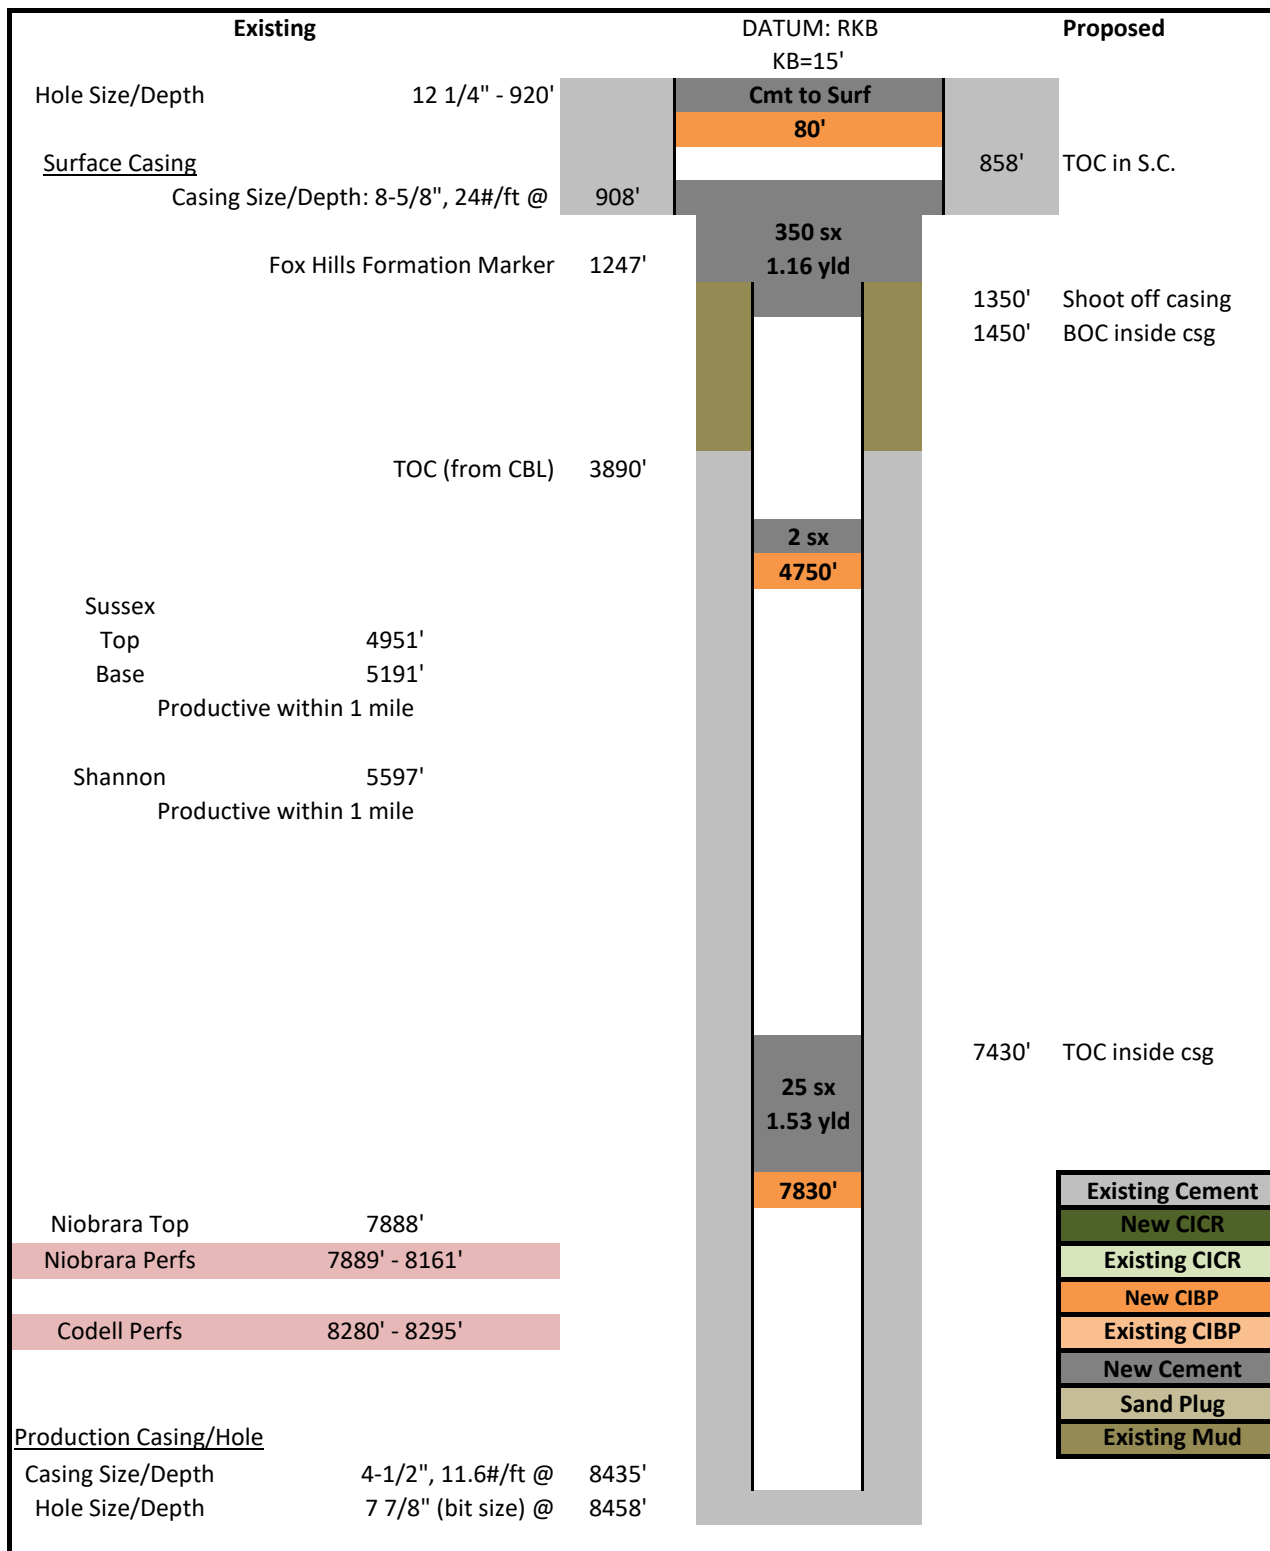 Existing DATUM: RKB Proposed
KB=15'
Hole Size/Depth 12 1/4" - 920' Cmt to Surf
80'
Surface Casing 858' TOC in S.C.
Casing Size/Depth: 8-5/8", 24#/ft @ 908'
350 sx
Fox Hills Formation Marker 1247' 1.16 yld
1350' Shoot off casing
1450' BOC inside csg
TOC (from CBL) 3890'
2 sx
4750'
Sussex
Top 4951'
Base 5191'
Productive within 1 mile
Shannon 5597'
Productive within 1 mile
7430' TOC inside csg
25 sx
1.53 yld
7830'
Existing Cement
Niobrara Top 7888' New CICR
Niobrara Perfs 7889' - 8161' Existing CICR
New CIBP
Codell Perfs 8280' - 8295' Existing CIBP
New Cement
Sand Plug
Production Casing/Hole Existing Mud
Casing Size/Depth 4-1/2", 11.6#/ft @ 8435'
Hole Size/Depth 7 7/8" (bit size) @ 8458'